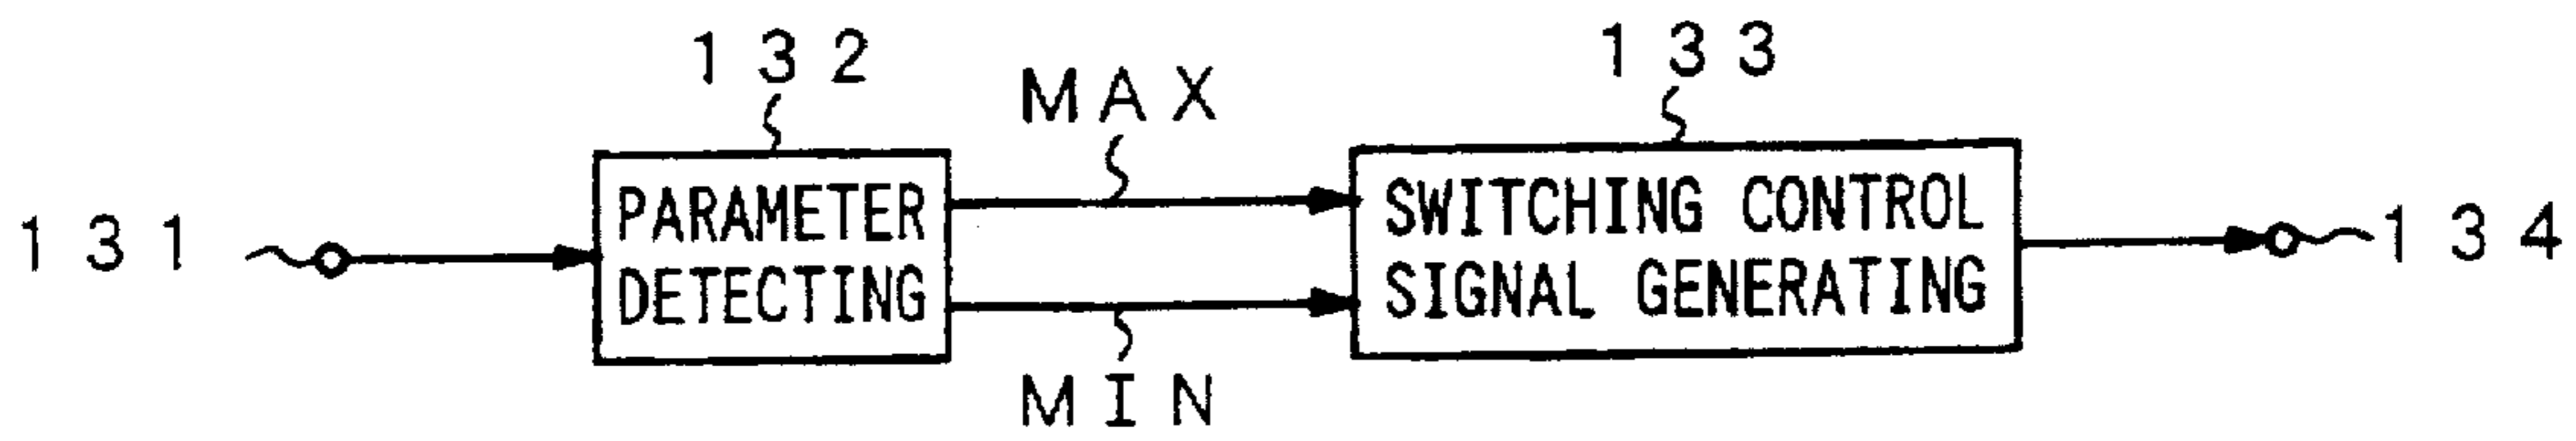 132
MAX
133
131
PARAMETER
DETECTING
SWITCHING CONTROL
SIGNAL GENERATING
134
MIN